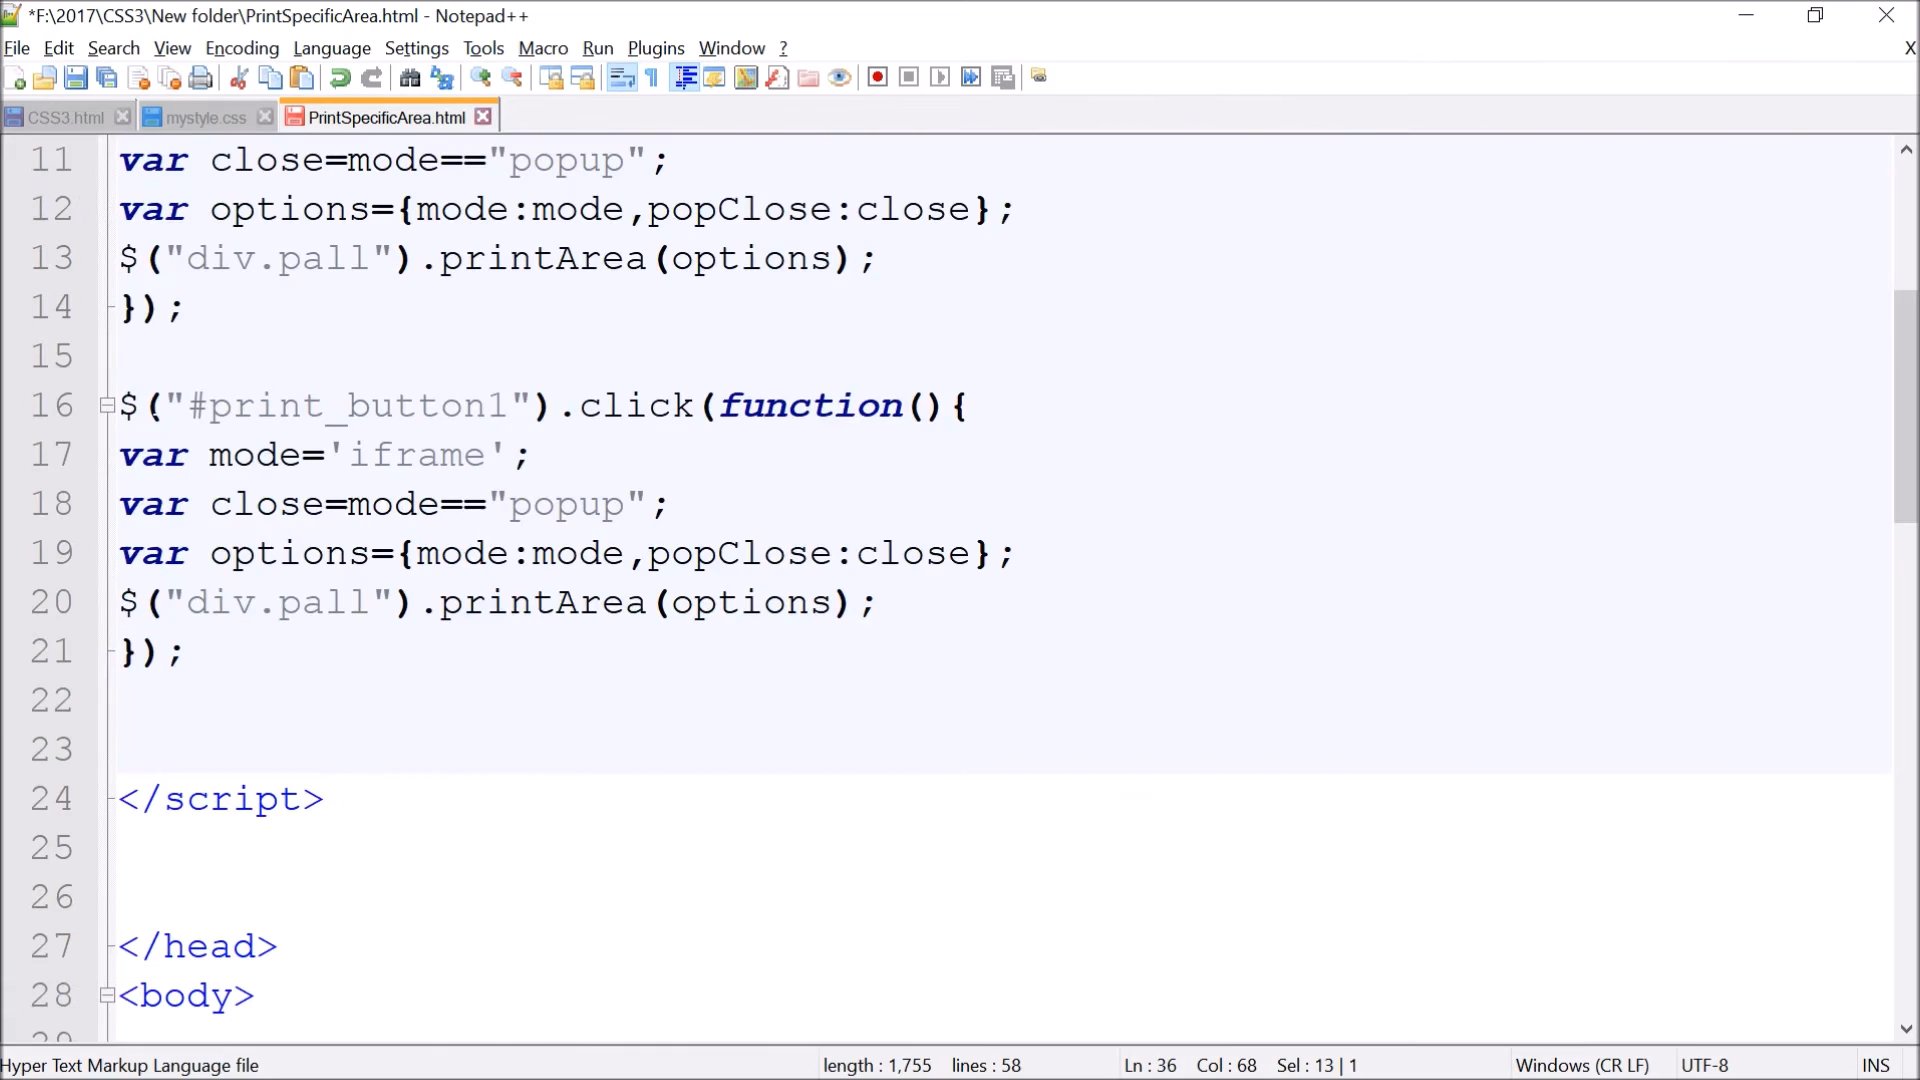 *F:\2017\CSS3\New folder\PrintSpecificArea.html - Notepad++
File Edit Search View Encoding Language Settings Tools Macro Run Plugins Window ? X
CSS3.html mystyle.css PrintSpecificArea.html
11 var close=mode=="popup";
12 var options={mode:mode,popClose:close};
13 $("div.pall").printArea(options);
14 });
15
16 $("#print_button1").click(function(){
17 var mode='iframe';
18 var close=mode=="popup";
19 var options={mode:mode,popClose:close};
20 $("div.pall").printArea(options);
21 });
22
23
24 </script>
25
26
27 </head>
28 <body>
Hyper Text Markup Language file length : 1,755 lines : 58 Ln : 36 Col : 68 Sel : 13 | 1 Windows (CR LF) UTF-8 INS